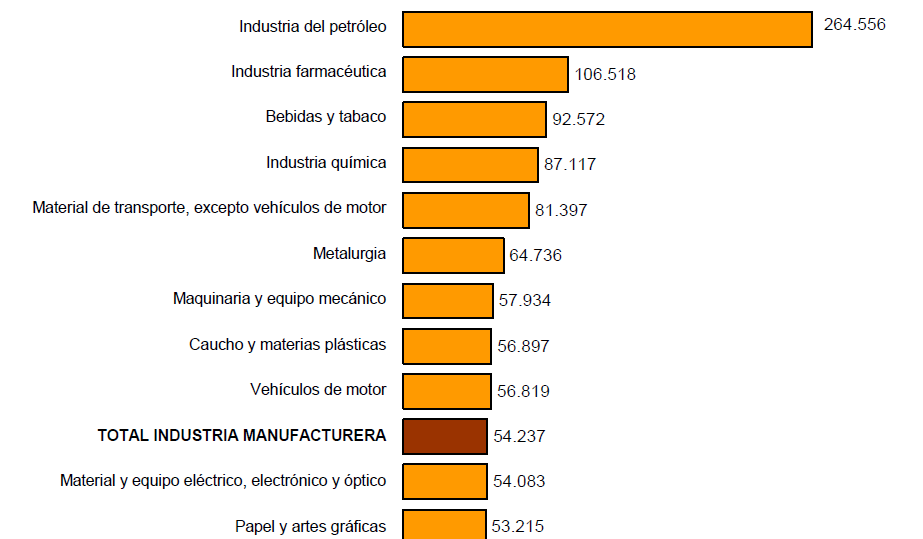 Industria del petróleo 264.556
Industria farmacéutica 106.518
Bebidas y tabaco 92.572
Industria química 87.117
Material de transporte, excepto vehículos de motor 81.397
Metalurgia 64.736
Maquinaria y equipo mecánico 57.934
Caucho y materias plásticas 56.897
Vehículos de motor 56.819
TOTAL INDUSTRIA MANUFACTURERA 54.237
Material y equipo eléctrico, electrónico y óptico 54.083
Papel y artes gráficas 53.215